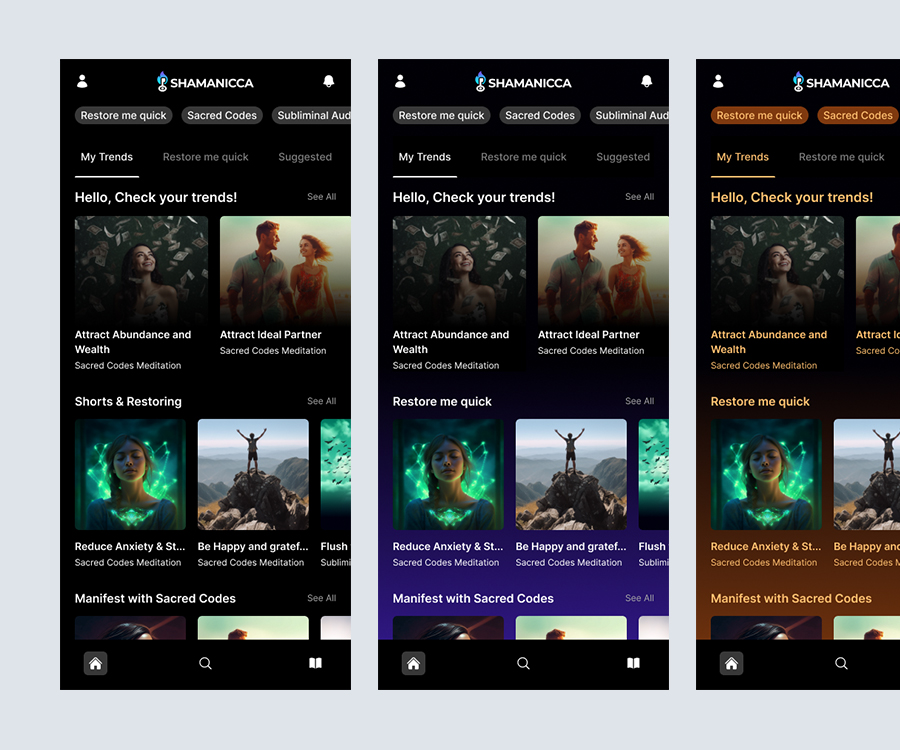 SHAMANICCA
Restore me quick
Sacred Codes
Subliminal Aud
My Trends
Restore me quick
Suggested
Hello, Check your trends!
See All
Attract Abundance and
Wealth
Sacred Codes Meditation
Attract Ideal Partner
Sacred Codes Meditation
Shorts & Restoring
See All
Reduce Anxiety & St...
Sacred Codes Meditation
Be Happy and gratef...
Sacred Codes Meditation
Manifest with Sacred Codes
See All
SHAMANICCA
Restore me quick
Sacred Codes
Subliminal Aud
My Trends
Restore me quick
Suggested
Hello, Check your trends!
See All
Attract Abundance and
Wealth
Sacred Codes Meditation
Attract Ideal Partner
Sacred Codes Meditation
Restore me quick
See All
Reduce Anxiety & St...
Sacred Codes Meditation
Be Happy and gratef...
Sacred Codes Meditation
Flush
Sublimi
Manifest with Sacred Codes
See All
SHAMANICCA
Restore me quick
Sacred Codes
My Trends
Restore me quick
Hello, Check your trends!
Attract Abundance and
Wealth
Sacred Codes Meditation
Attract Ic
Sacred Co
Restore me quick
Reduce Anxiety & St...
Sacred Codes Meditation
Be Happy an
Sacred Codes M
Manifest with Sacred Codes